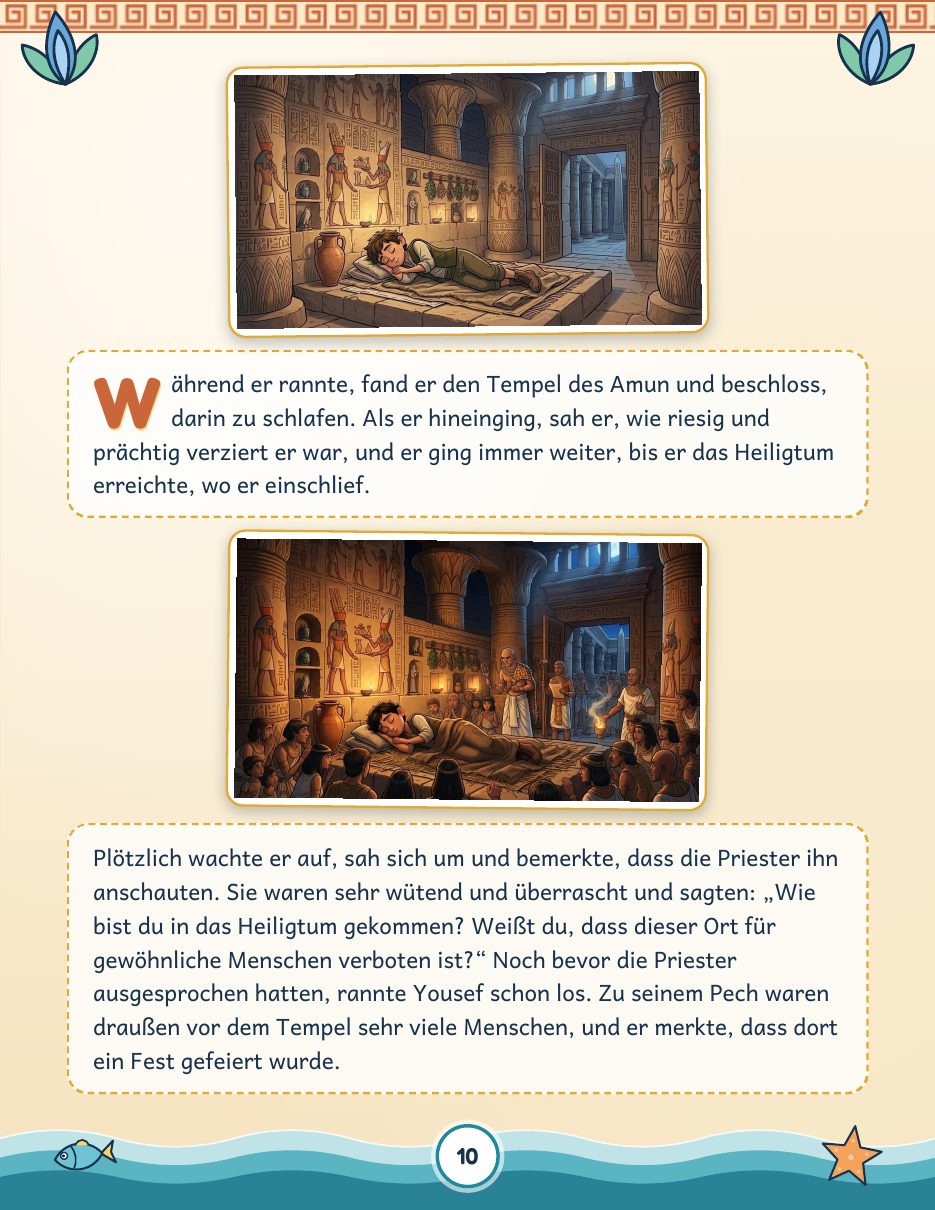 Während er rannte, fand er den Tempel des Amun und beschloss,
darin zu schlafen. Als er hineinging, sah er, wie riesig und
prächtig verziert er war, und er ging immer weiter, bis er das Heiligtum
erreichte, wo er einschlief.
Plötzlich wachte er auf, sah sich um und bemerkte, dass die Priester ihn
anschauten. Sie waren sehr wütend und überrascht und sagten: „Wie
bist du in das Heiligtum gekommen? Weißt du, dass dieser Ort für
gewöhnliche Menschen verboten ist?“ Noch bevor die Priester
ausgesprochen hatten, rannte Yousef schon los. Zu seinem Pech waren
draußen vor dem Tempel sehr viele Menschen, und er merkte, dass dort
ein Fest gefeiert wurde.
10